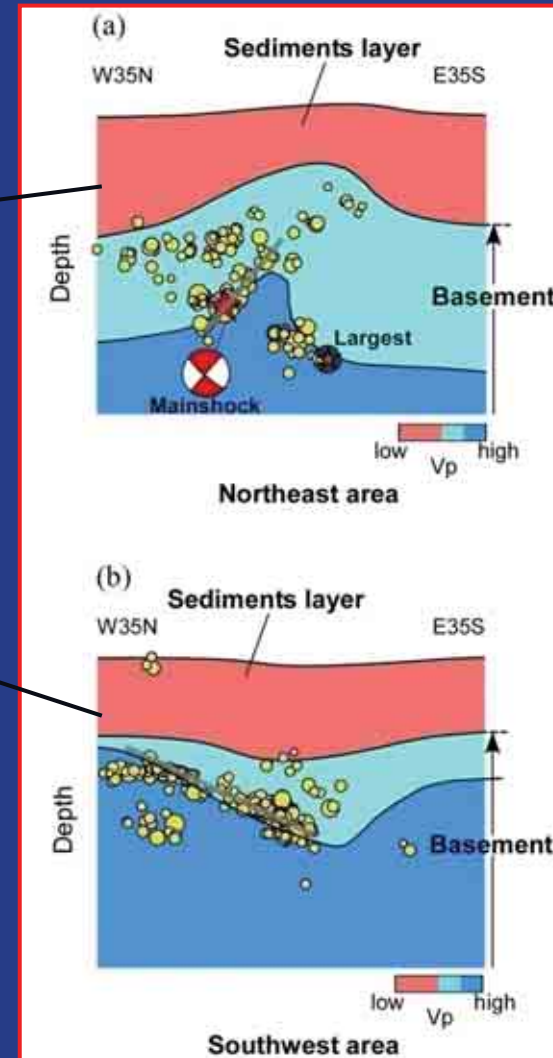 (a)
Sediments layer
W35N E35S
Depth
Basement
Largest
Mainshock
low high
Vp
Northeast area
(b)
Sediments layer
W35N E35S
Depth
Basement
low high
Vp
Southwest area